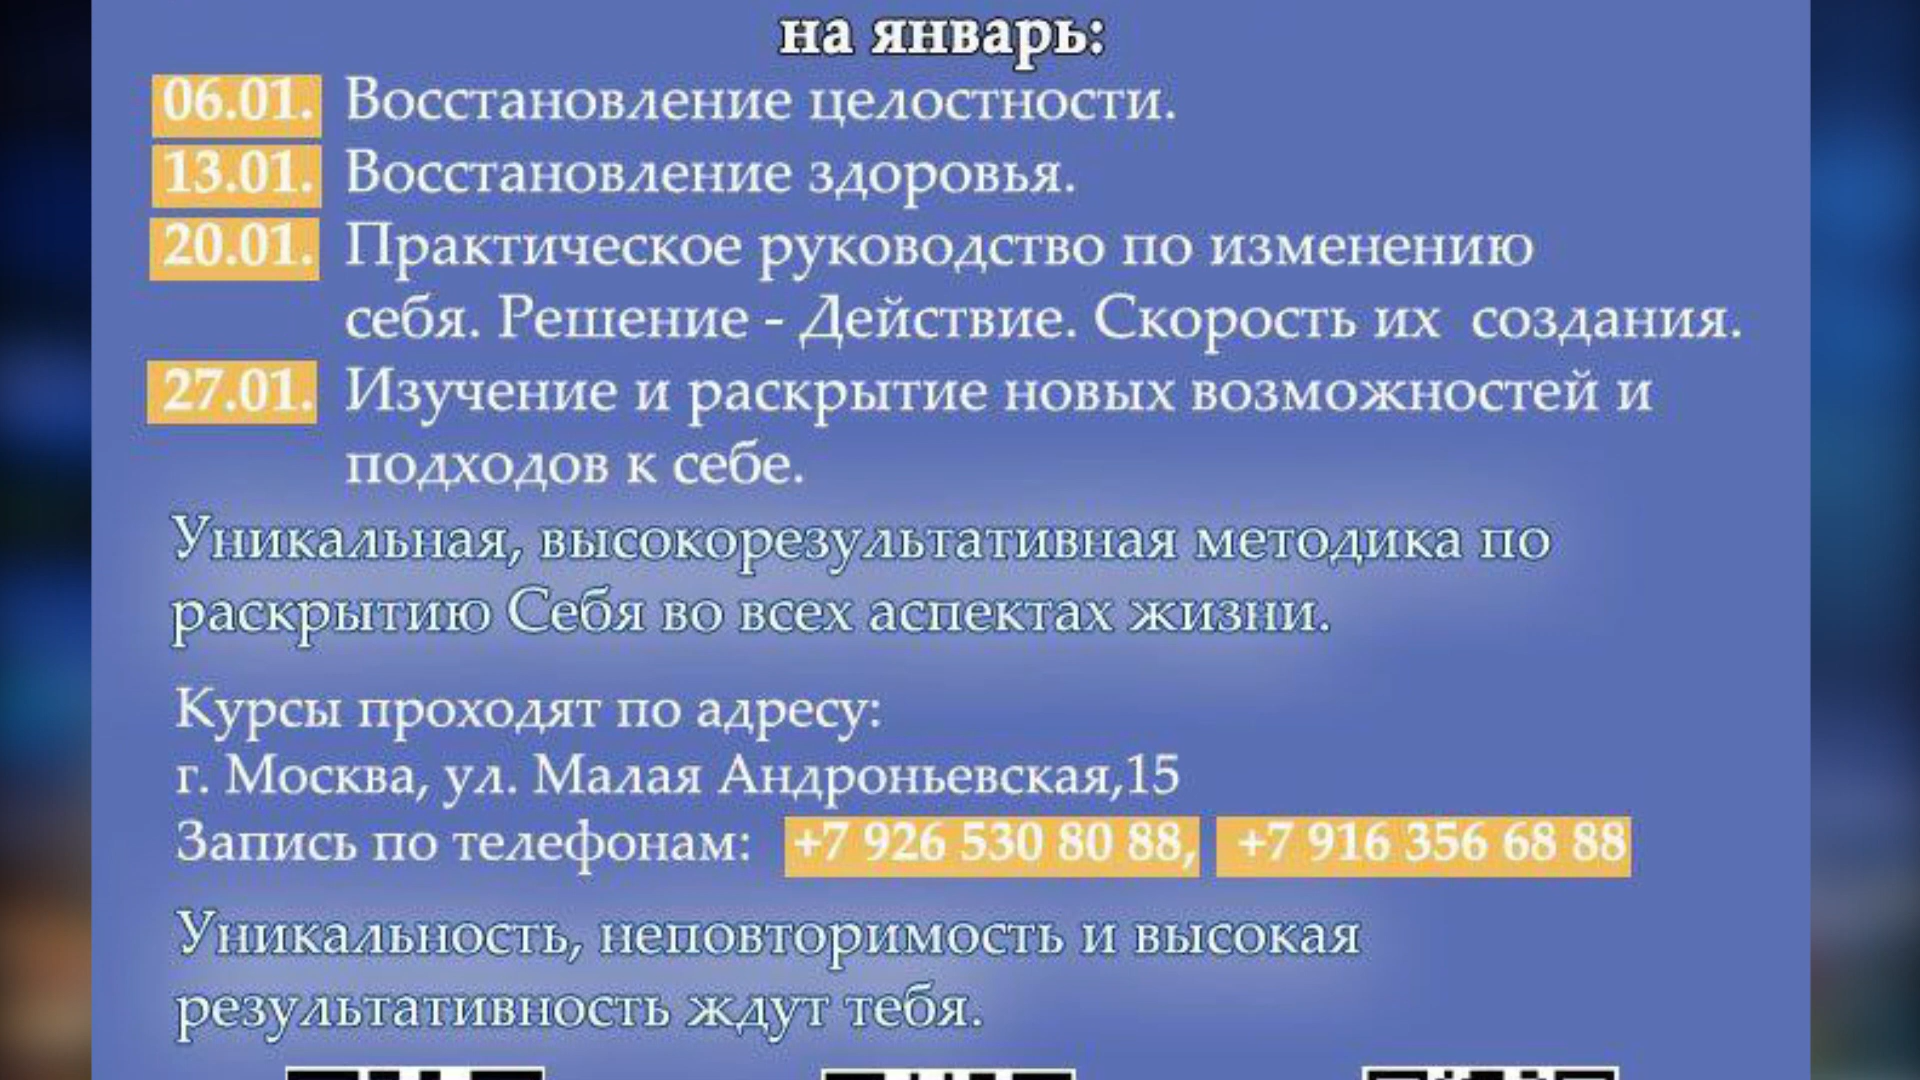 на январь:
06.01. Восстановление целостности.
13.01. Восстановление здоровья.
20.01. Практическое руководство по изменению
себя. Решение - Действие. Скорость их создания.
27.01. Изучение и раскрытие новых возможностей и
подходов к себе.
Уникальная, высокорезультативная методика по
раскрытию Себя во всех аспектах жизни.
Курсы проходят по адресу:
г. Москва, ул. Малая Андроньевская,15
Запись по телефонам: +7 926 530 80 88, +7 916 356 68 88
Уникальность, неповторимость и высокая
результативность ждут тебя.